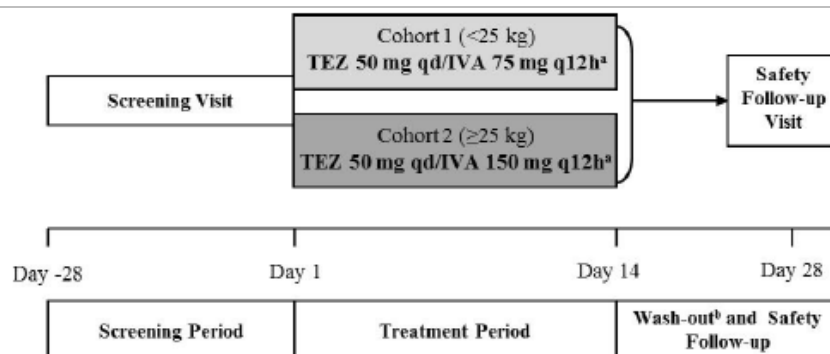 Cohort 1 (<25 kg)
TEZ 50 mg qd/IVA 75 mg q12hᵃ
Screening Visit
Safety
Follow-up
Visit
Cohort 2 (≥25 kg)
TEZ 50 mg qd/IVA 150 mg q12hᵃ
Day -28
Day 1
Day 14
Day 28
Screening Period
Treatment Period
Wash-outᵇ and Safety
Follow-up